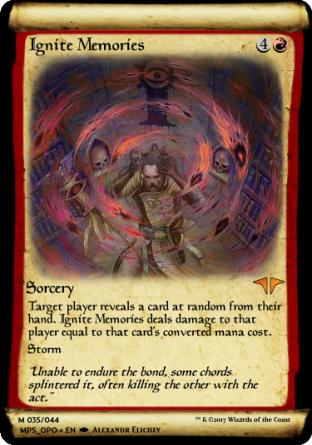 Ignite Memories 4
Sorcery
Target player reveals a card at random from their
hand. Ignite Memories deals damage to that
player equal to that card's converted mana cost.
Storm
"Unable to endure the bond, some chords
splintered it, often killing the other with the
act."
M 035/044
MPS_OPO • EN Alexandr Elichev
™ & ©2017 Wizards of the Coast